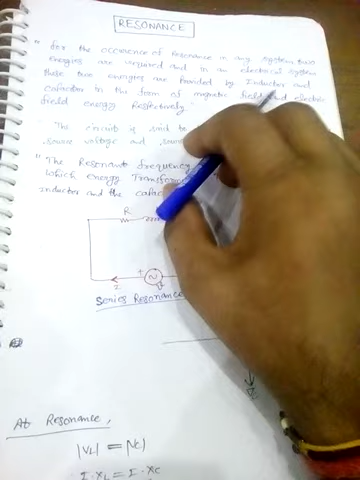 RESONANCE
" for the occurence of Resonance in any system two
energies are required and in an electrical system
these two energies are Provided by Inductor and
Capacitor in the form of magnetic field and electric
field energy Respectively "
The circuit is said to
source voltage and
" The Resonant frequency
which Energy Transformed
inductor and the
R
+
I
Series Resonance
At Resonance,
|VL| = |Vc|
I·XL = I·Xc